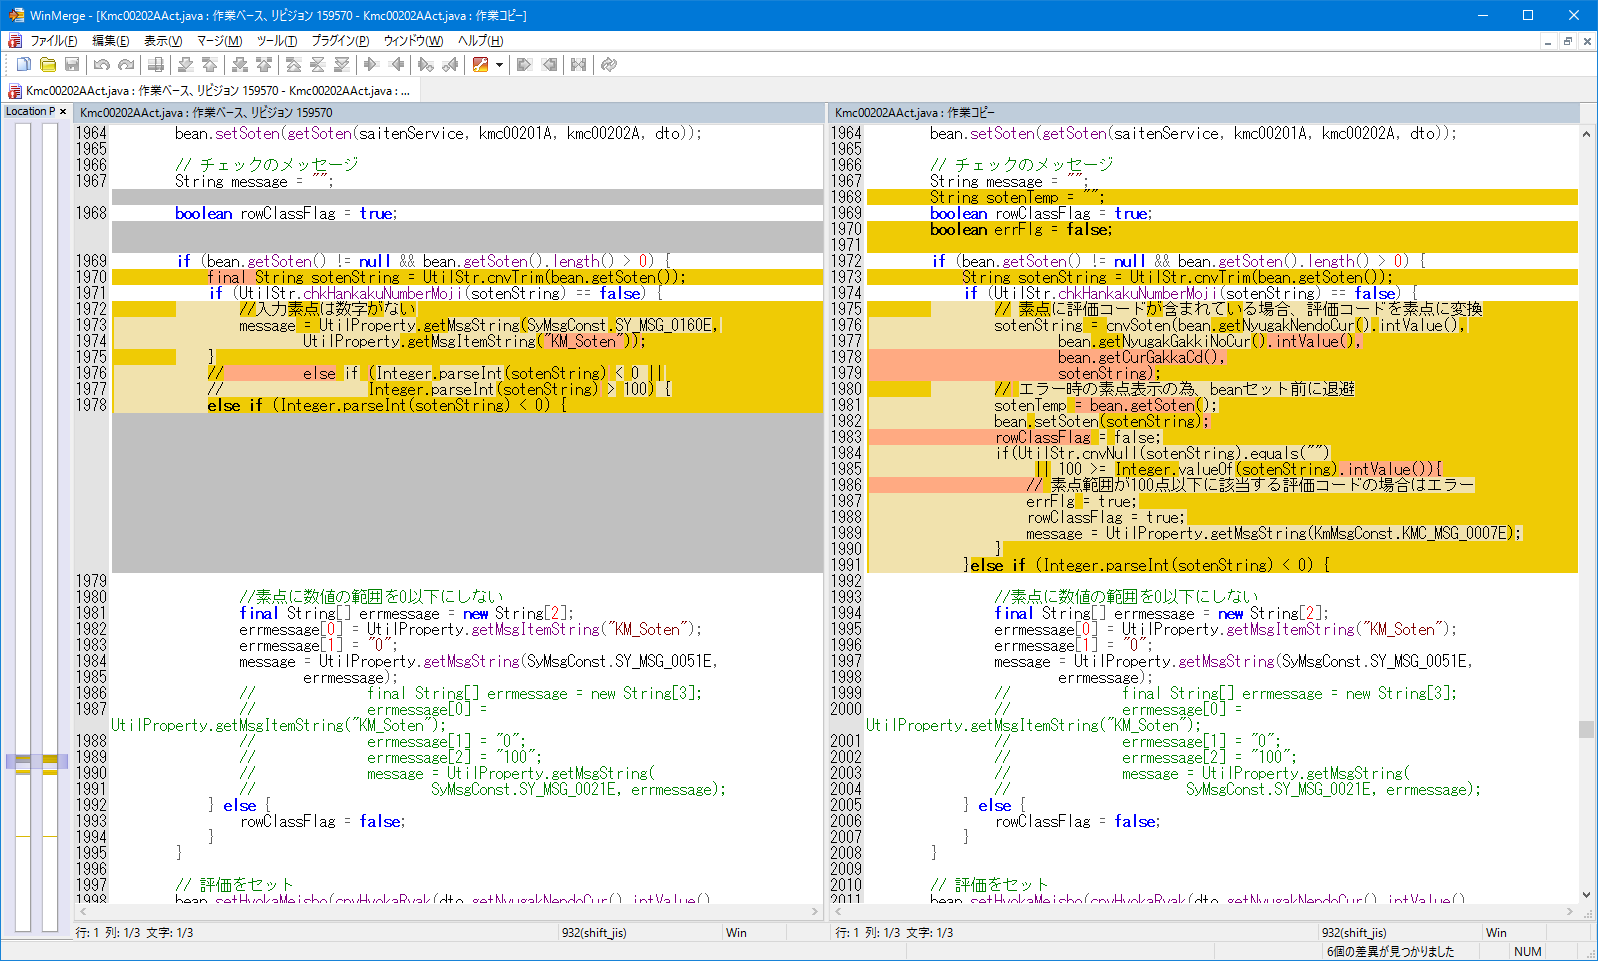 WinMerge - [Kmc00202AAct.java : 作業ベース、リビジョン 159570 - Kmc00202AAct.java : 作業コピー]
ファイル(F) 編集(E) 表示(V) マージ(M) ツール(T) プラグイン(P) ウィンドウ(W) ヘルプ(H)
Kmc00202AAct.java : 作業ベース、リビジョン 159570 - Kmc00202AAct.java : ...
Location P
Kmc00202AAct.java : 作業ベース、リビジョン 159570
1964 bean.setSoten(getSoten(saitenService, kmc00201A, kmc00202A, dto));
1965
1966 // チェックのメッセージ
1967 String message = "";
1968 boolean rowClassFlag = true;
1969 if (bean.getSoten() != null && bean.getSoten().length() > 0) {
1970 final String sotenString = UtilStr.cnvTrim(bean.getSoten());
1971 if (UtilStr.chkHankakuNumberMoji(sotenString) == false) {
1972 //入力素点は数字がない
1973 message = UtilProperty.getMsgString(SyMsgConst.SY_MSG_0160E,
1974 UtilProperty.getMsgItemString("KM_Soten"));
1975 }
1976 // else if (Integer.parseInt(sotenString) < 0 ||
1977 // Integer.parseInt(sotenString) > 100) {
1978 else if (Integer.parseInt(sotenString) < 0) {
1979
1980 //素点に数値の範囲を0以下にしない
1981 final String[] errmessage = new String[2];
1982 errmessage[0] = UtilProperty.getMsgItemString("KM_Soten");
1983 errmessage[1] = "0";
1984 message = UtilProperty.getMsgString(SyMsgConst.SY_MSG_0051E,
1985 errmessage);
1986 // final String[] errmessage = new String[3];
1987 // errmessage[0] =
UtilProperty.getMsgItemString("KM_Soten");
1988 // errmessage[1] = "0";
1989 // errmessage[2] = "100";
1990 // message = UtilProperty.getMsgString(
1991 // SyMsgConst.SY_MSG_0021E, errmessage);
1992 } else {
1993 rowClassFlag = false;
1994 }
1995 }
1996
1997 // 評価をセット
1998 bean.setHyokaMeisho(cnvHyokaRyak(dto.getNyugakNendoCur().intValue()
Kmc00202AAct.java : 作業コピー
1964 bean.setSoten(getSoten(saitenService, kmc00201A, kmc00202A, dto));
1965
1966 // チェックのメッセージ
1967 String message = "";
1968 String sotenTemp = "";
1969 boolean rowClassFlag = true;
1970 boolean errFlg = false;
1971
1972 if (bean.getSoten() != null && bean.getSoten().length() > 0) {
1973 String sotenString = UtilStr.cnvTrim(bean.getSoten());
1974 if (UtilStr.chkHankakuNumberMoji(sotenString) == false) {
1975 // 素点に評価コードが含まれている場合、評価コードを素点に変換
1976 sotenString = cnvSoten(bean.getNyugakNendoCur().intValue(),
1977 bean.getNyugakGakkiNoCur().intValue(),
1978 bean.getCurGakkaCd(),
1979 sotenString);
1980 // エラー時の素点表示の為、beanセット前に退避
1981 sotenTemp = bean.getSoten();
1982 bean.setSoten(sotenString);
1983 rowClassFlag = false;
1984 if(UtilStr.cnvNull(sotenString).equals("")
1985 || 100 >= Integer.valueOf(sotenString).intValue()){
1986 // 素点範囲が100点以下に該当する評価コードの場合はエラー
1987 errFlg = true;
1988 rowClassFlag = true;
1989 message = UtilProperty.getMsgString(KmMsgConst.KMC_MSG_0007E);
1990 }
1991 }else if (Integer.parseInt(sotenString) < 0) {
1992
1993 //素点に数値の範囲を0以下にしない
1994 final String[] errmessage = new String[2];
1995 errmessage[0] = UtilProperty.getMsgItemString("KM_Soten");
1996 errmessage[1] = "0";
1997 message = UtilProperty.getMsgString(SyMsgConst.SY_MSG_0051E,
1998 errmessage);
1999 // final String[] errmessage = new String[3];
2000 // errmessage[0] =
UtilProperty.getMsgItemString("KM_Soten");
2001 // errmessage[1] = "0";
2002 // errmessage[2] = "100";
2003 // message = UtilProperty.getMsgString(
2004 // SyMsgConst.SY_MSG_0021E, errmessage);
2005 } else {
2006 rowClassFlag = false;
2007 }
2008 }
2009
2010 // 評価をセット
2011 bean.setHyokaMeisho(cnvHyokaRyak(dto.getNyugakNendoCur().intValue()
行: 1 列: 1/3 文字: 1/3 932(shift_jis) Win
行: 1 列: 1/3 文字: 1/3 932(shift_jis) Win
6個の差異が見つかりました NUM